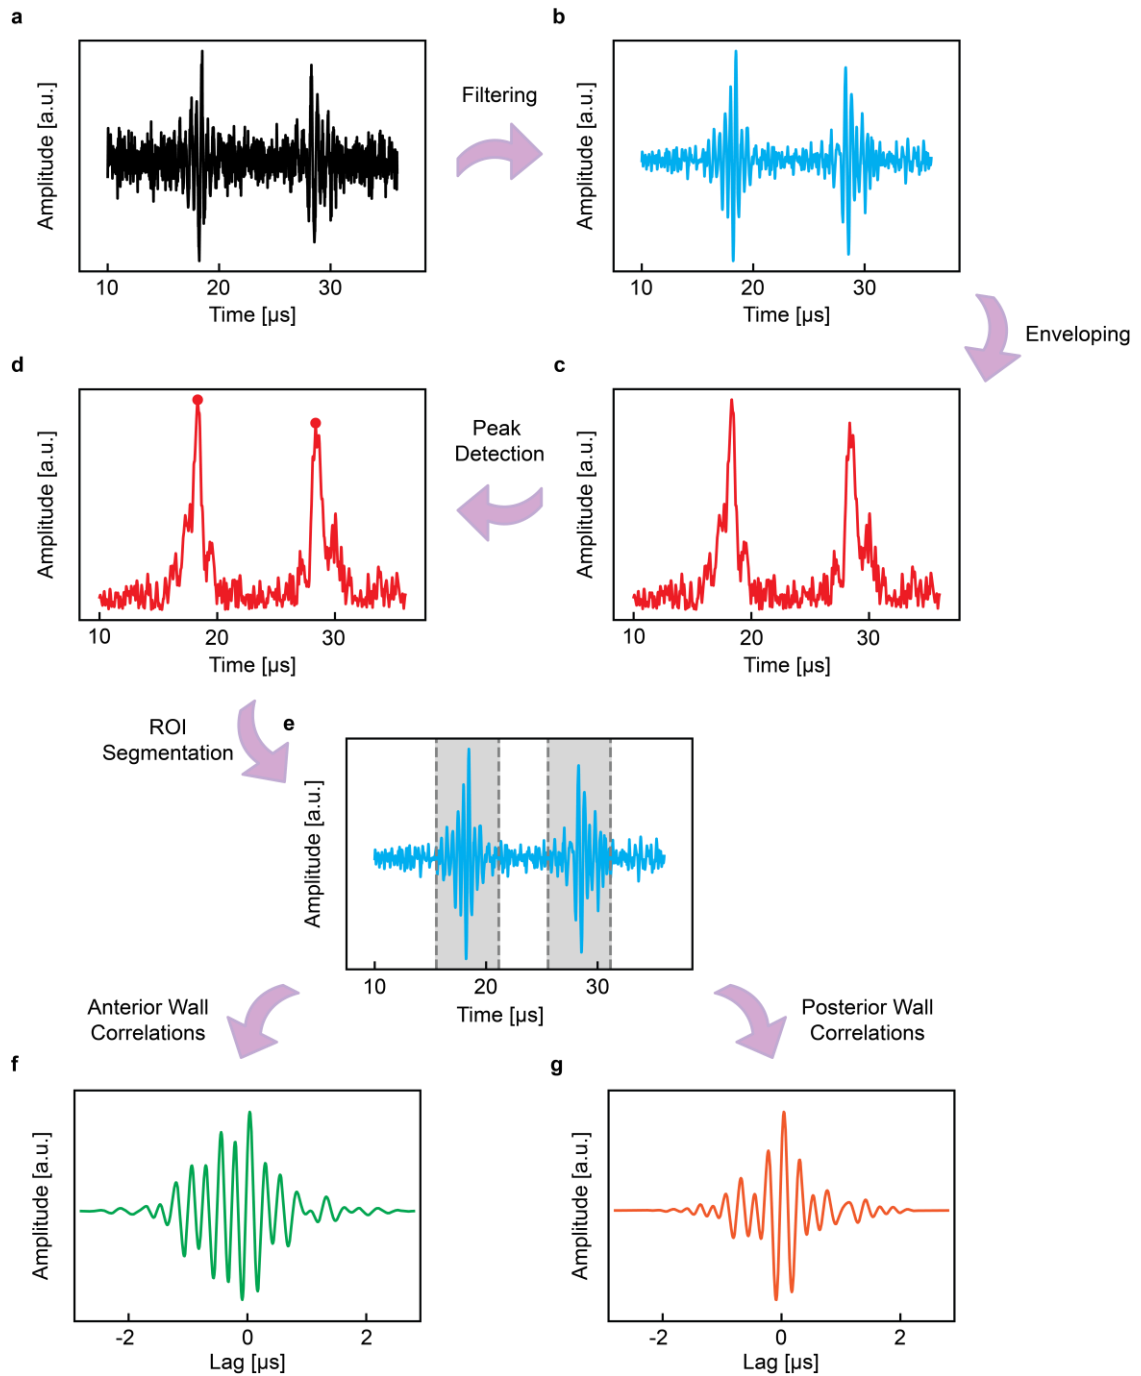 a
Amplitude [a.u.]
10 20 30
Time [µs]
Filtering
b
Amplitude [a.u.]
10 20 30
Time [µs]
Enveloping
d
Amplitude [a.u.]
10 20 30
Time [µs]
Peak
Detection
c
Amplitude [a.u.]
10 20 30
Time [µs]
ROI
Segmentation
e
Amplitude [a.u.]
10 20 30
Time [µs]
Anterior Wall
Correlations
Posterior Wall
Correlations
f
Amplitude [a.u.]
-2 0 2
Lag [µs]
g
Amplitude [a.u.]
-2 0 2
Lag [µs]